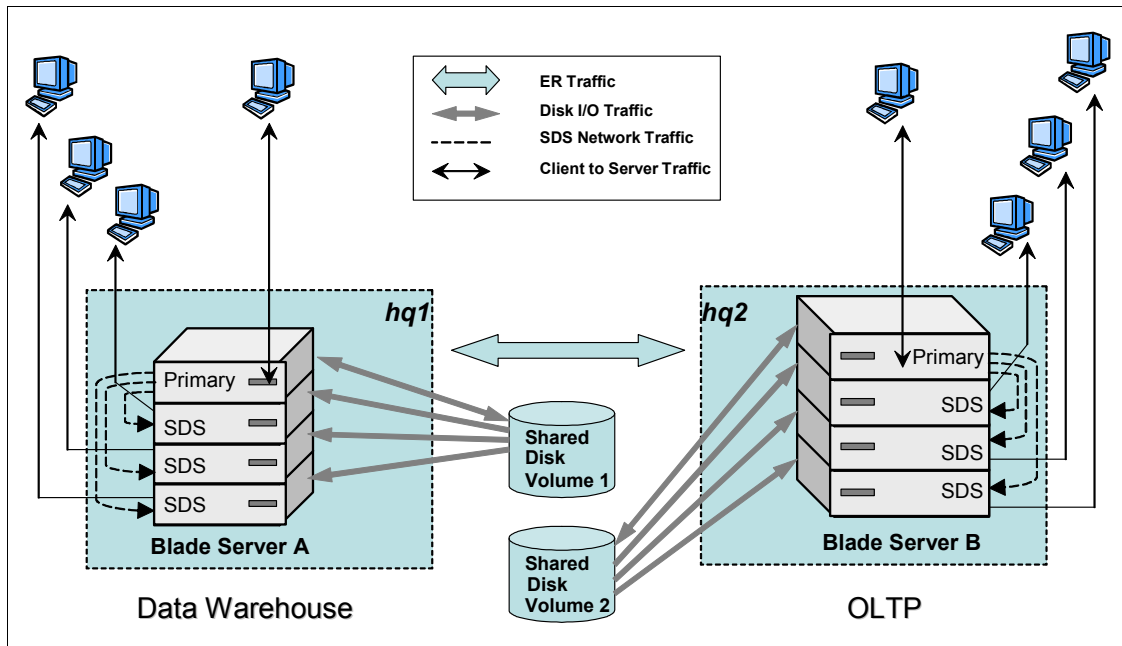 ER Traffic
Disk I/O Traffic
SDS Network Traffic
Client to Server Traffic
hq1
Primary
SDS
SDS
SDS
Blade Server A
Data Warehouse
Shared
Disk
Volume 1
Shared
Disk
Volume 2
hq2
Primary
SDS
SDS
SDS
Blade Server B
OLTP